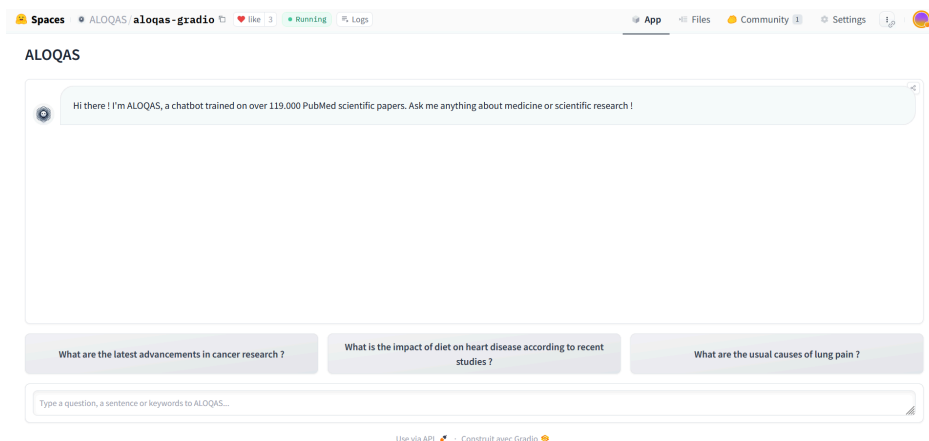 Spaces ALOQAS/aloqas-gradio like 3 Running Logs App Files Community 1 Settings
ALOQAS
Hi there ! I'm ALOQAS, a chatbot trained on over 119.000 PubMed scientific papers. Ask me anything about medicine or scientific research !
What are the latest advancements in cancer research ?
What is the impact of diet on heart disease according to recent
studies ?
What are the usual causes of lung pain ?
Type a question, a sentence or keywords to ALOQAS...
Use via API · Construit avec Gradio